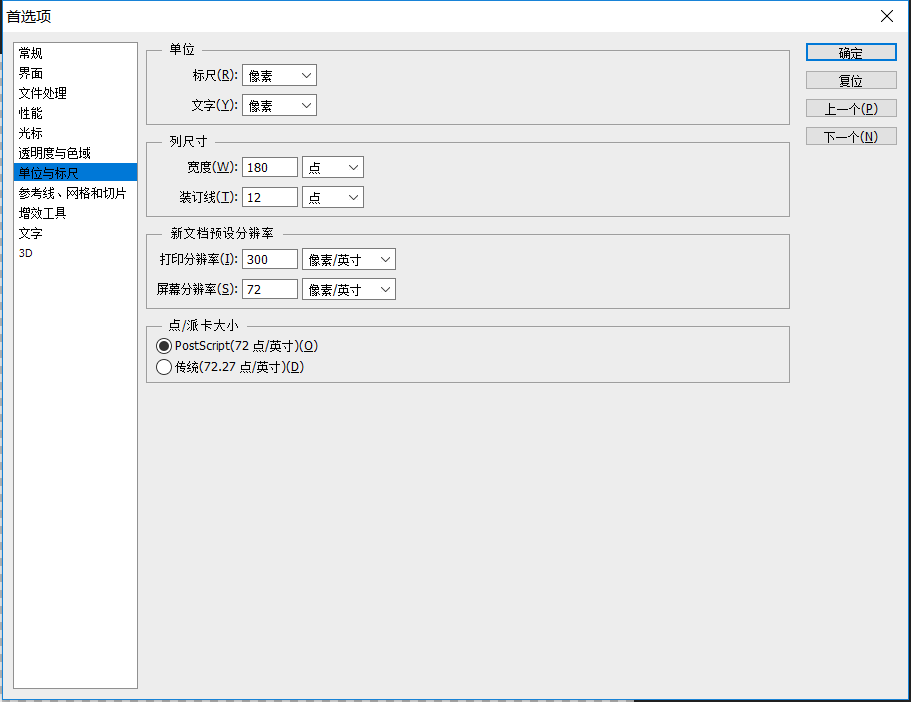 首选项
常规
界面
文件处理
性能
光标
透明度与色域
单位与标尺
参考线、网格和切片
增效工具
文字
3D
单位
标尺(R): 像素
文字(Y): 像素
列尺寸
宽度(W): 180 点
装订线(T): 12 点
新文档预设分辨率
打印分辨率(I): 300 像素/英寸
屏幕分辨率(S): 72 像素/英寸
点/派卡大小
PostScript(72 点/英寸)(O)
传统(72.27 点/英寸)(D)
确定
复位
上一个(P)
下一个(N)